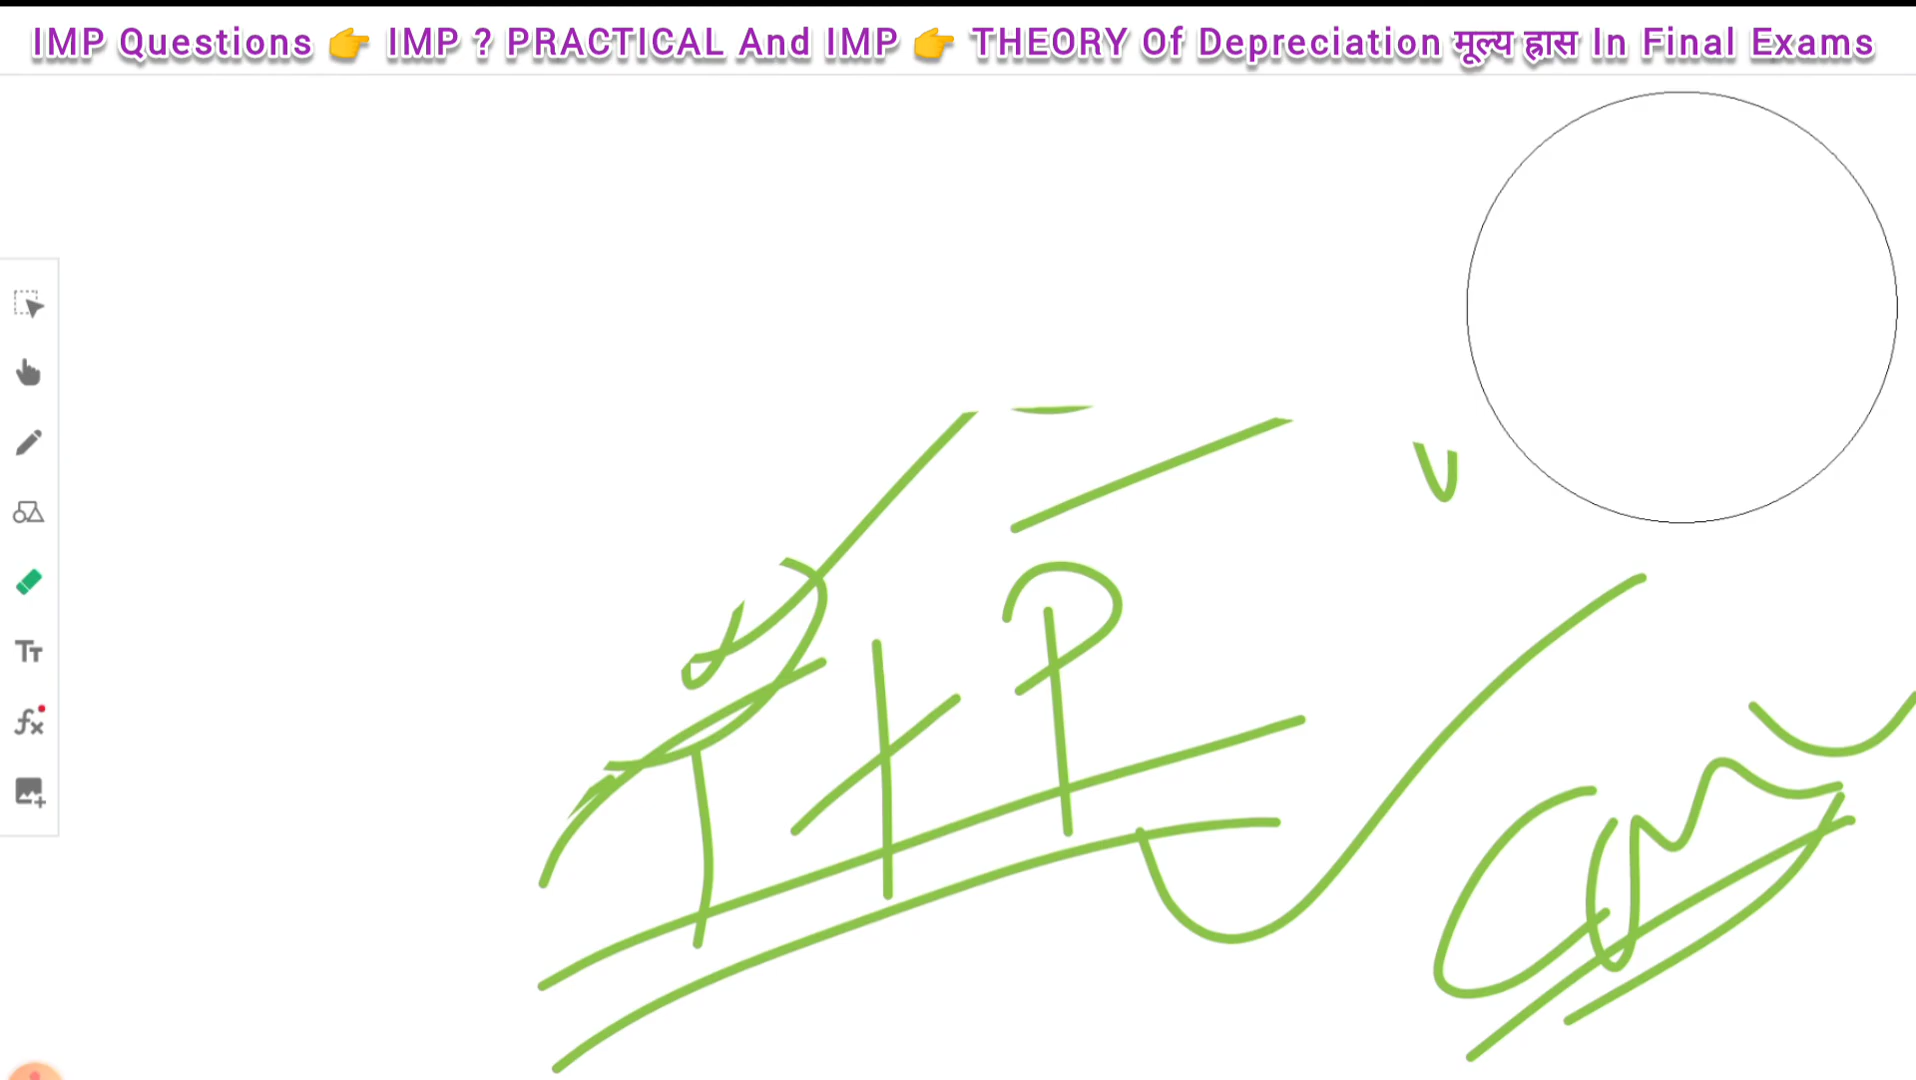 IMP Questions 👉 IMP ? PRACTICAL And IMP 👉 THEORY Of Depreciation मूल्य ह्रास In Final Exams
T+P